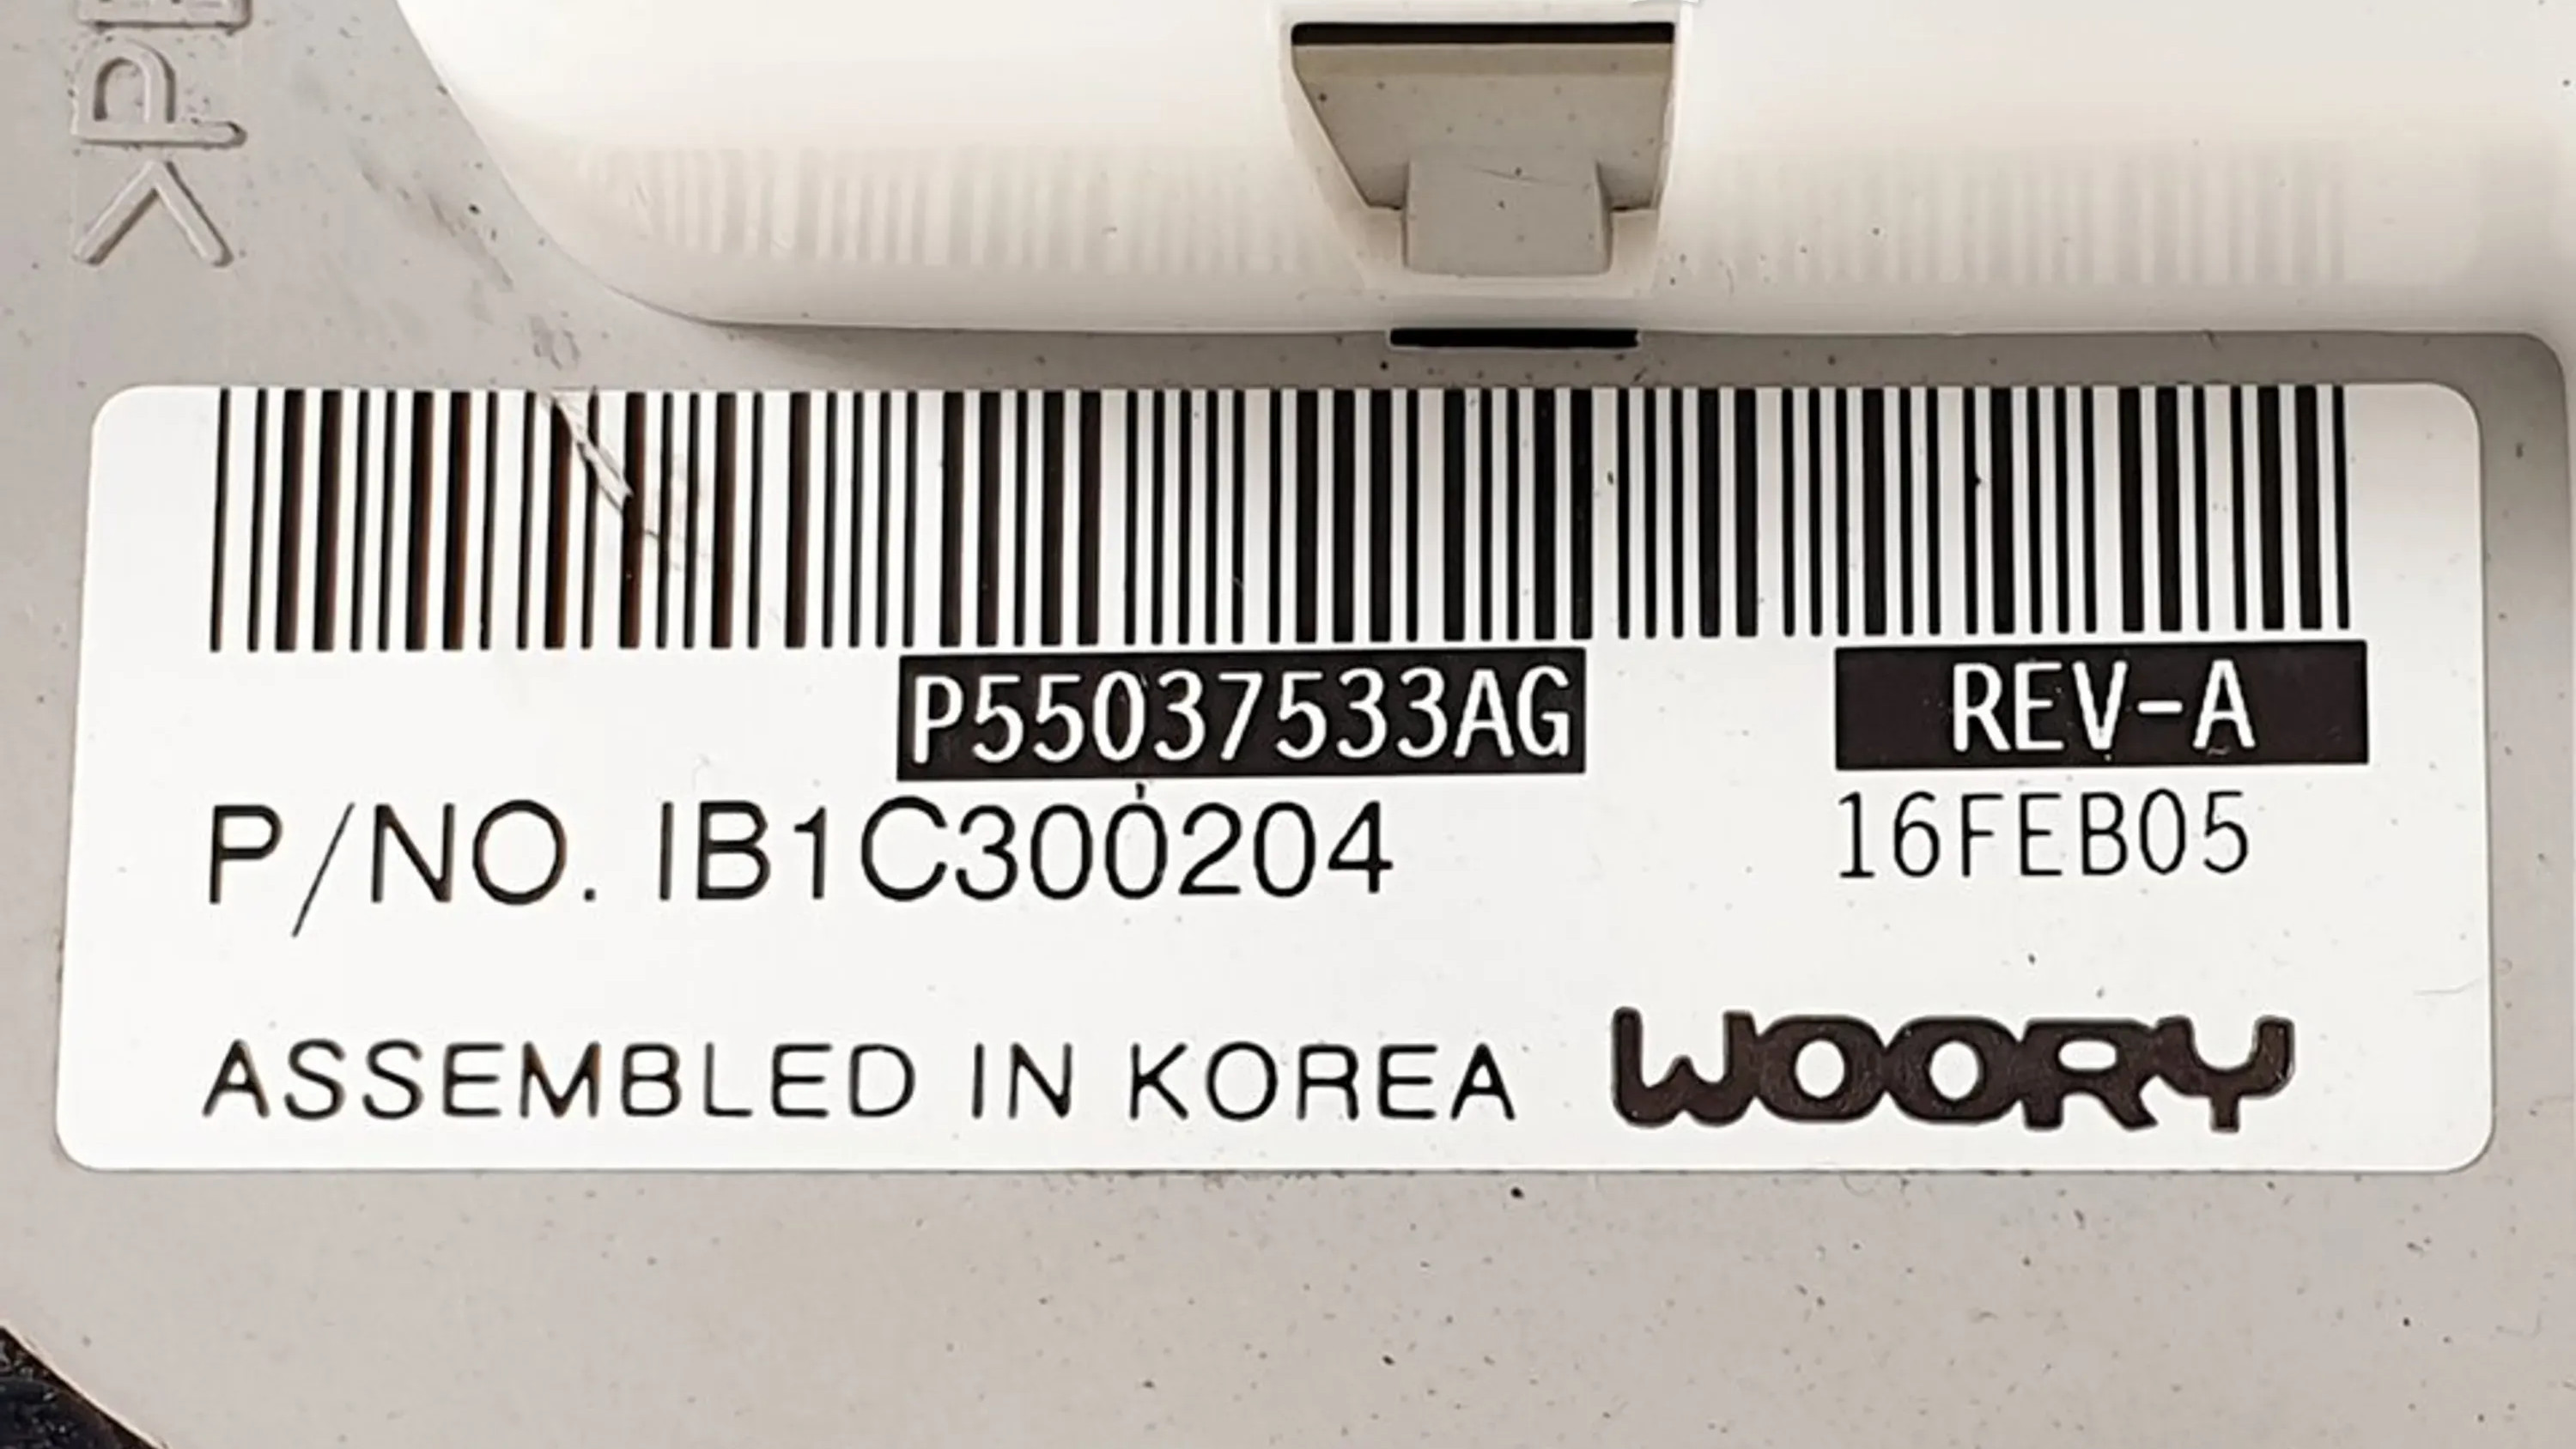 P55037533AG REV-A
P/NO. IB1C300204 16FEB05
ASSEMBLED IN KOREA WOORY